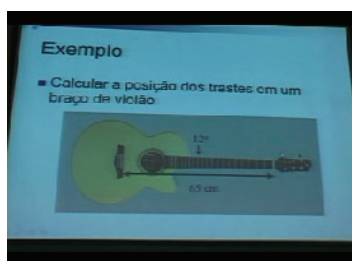 Exemplo
Calcular a posição dos trastes em um
braço de violão
12º
65 cm